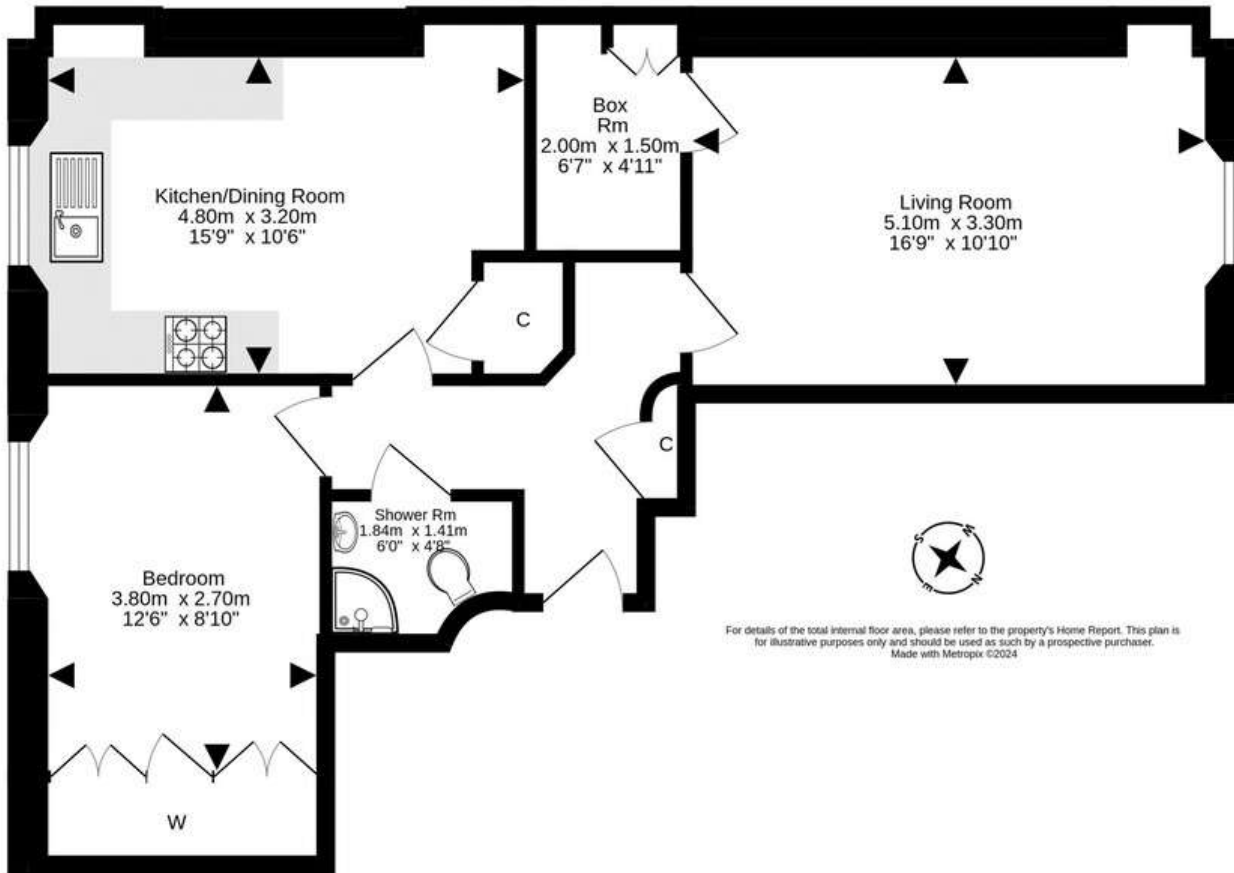 Kitchen/Dining Room
4.80m x 3.20m
15'9" x 10'6"
Box
Rm
2.00m x 1.50m
6'7" x 4'11"
Living Room
5.10m x 3.30m
16'9" x 10'10"
C
C
Shower Rm
1.84m x 1.41m
6'0" x 4'8"
Bedroom
3.80m x 2.70m
12'6" x 8'10"
W
S
W
E
N
For details of the total internal floor area, please refer to the property's Home Report. This plan is
for illustrative purposes only and should be used as such by a prospective purchaser.
Made with Metropix ©2024